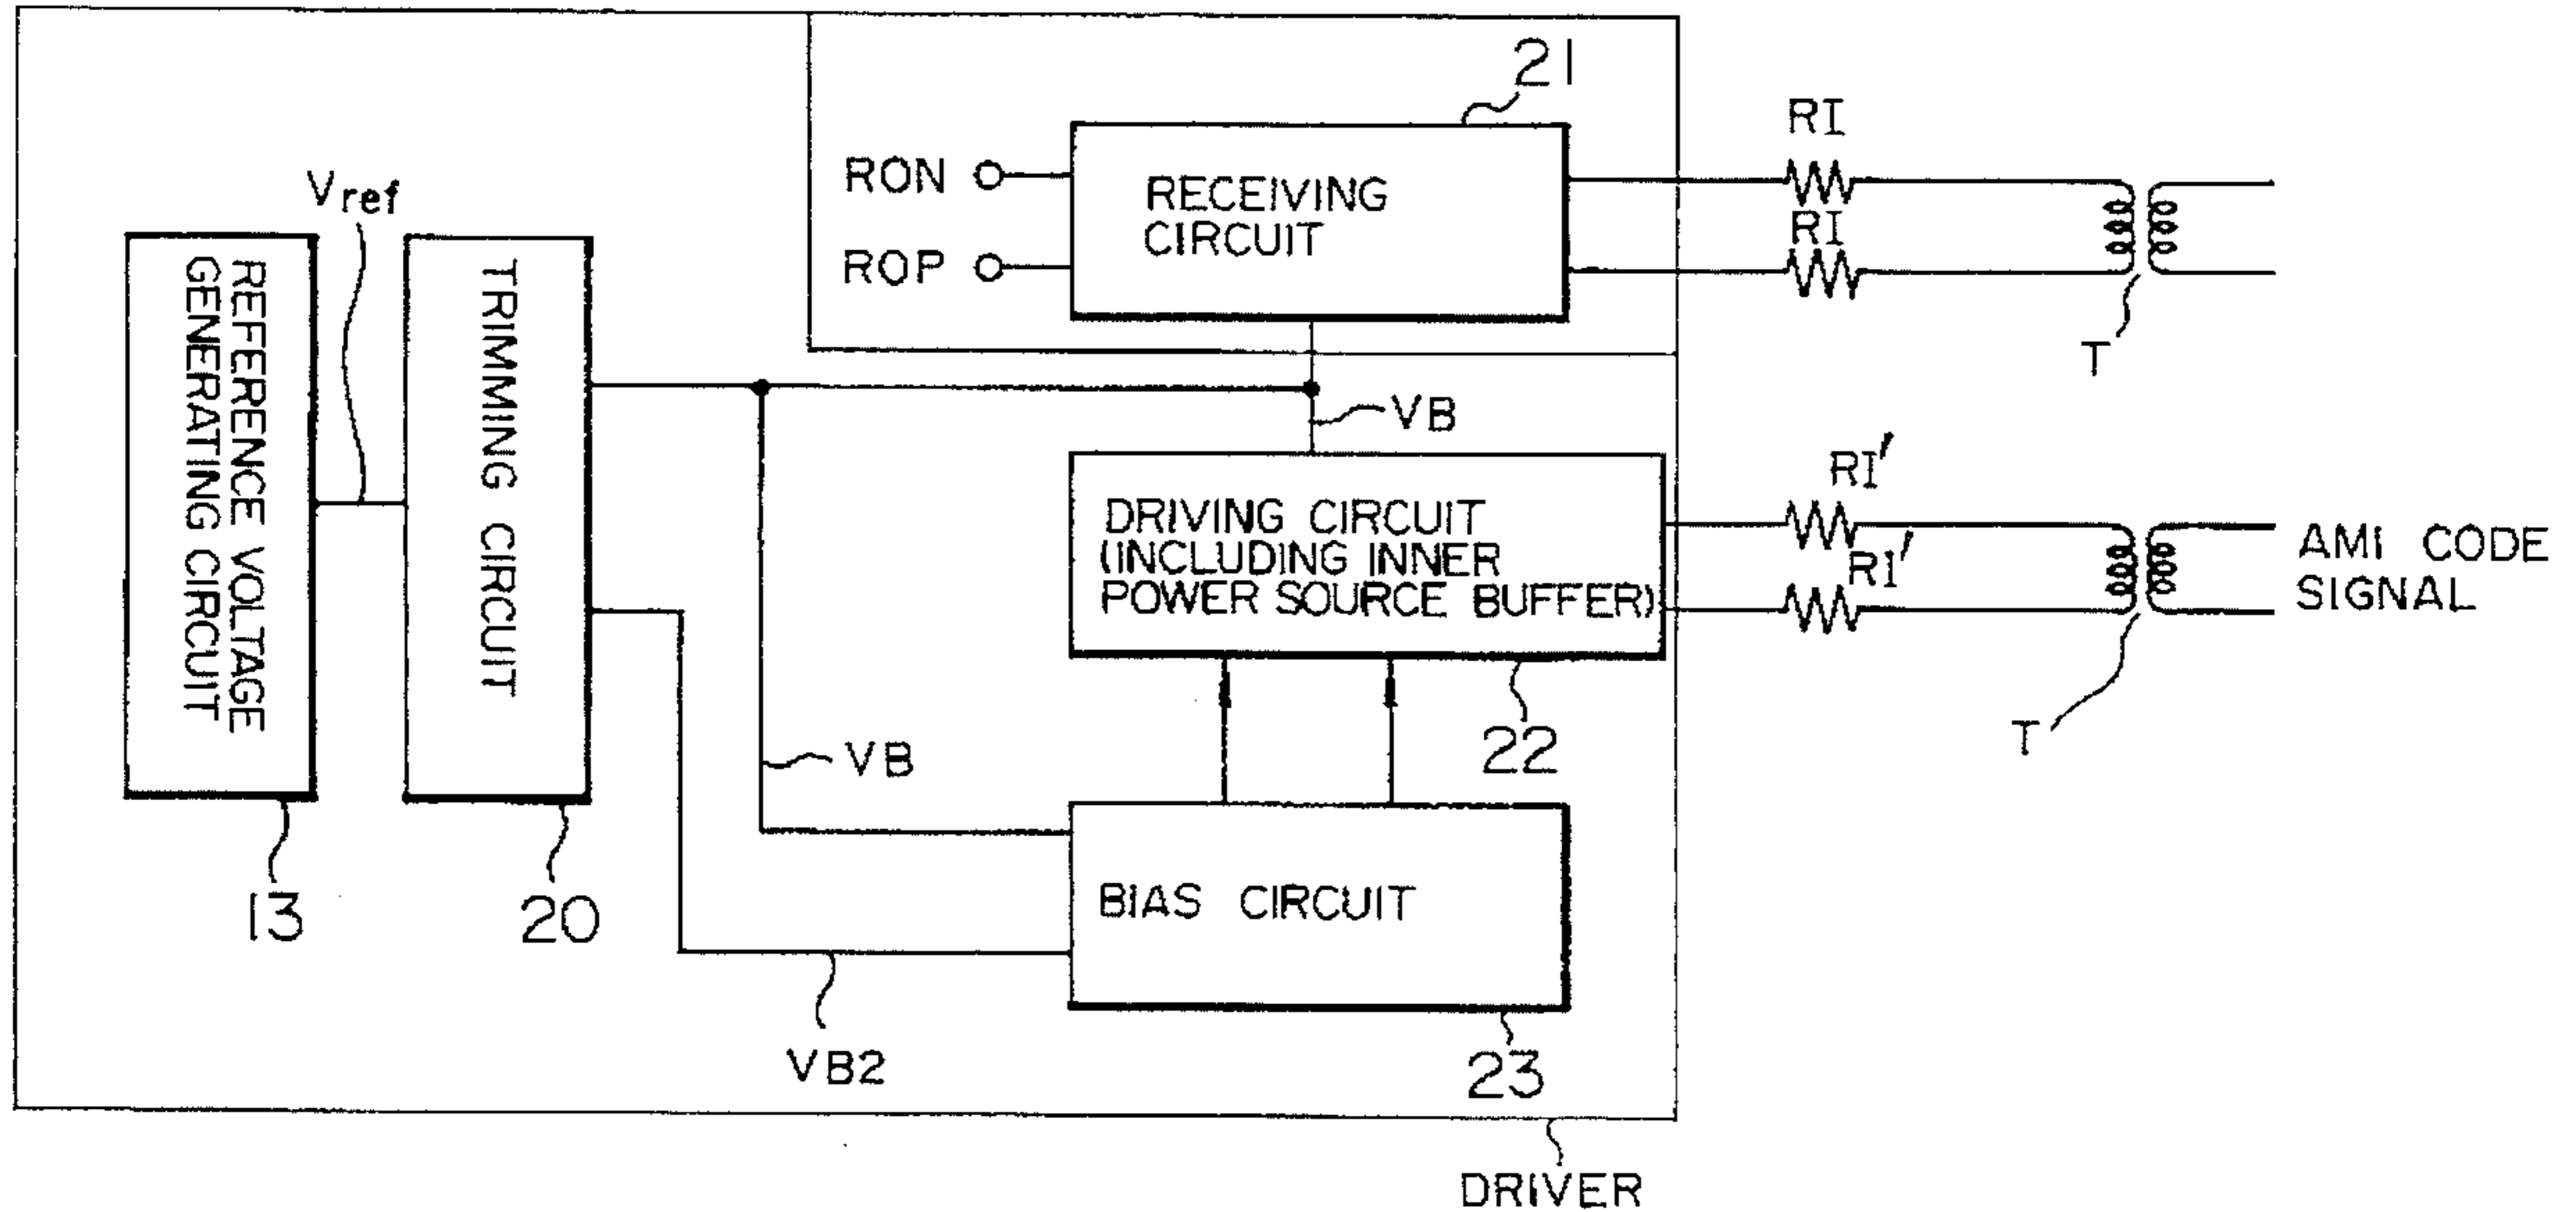 21
RON
ROP
RECEIVING
CIRCUIT
RI
RI
T
Vref
REFERENCE VOLTAGE
GENERATING CIRCUIT
TRIMMING CIRCUIT
VB
DRIVING CIRCUIT
(INCLUDING INNER
POWER SOURCE BUFFER)
RI'
RI'
AMI CODE
SIGNAL
T
22
VB
BIAS CIRCUIT
13
20
VB2
23
DRIVER